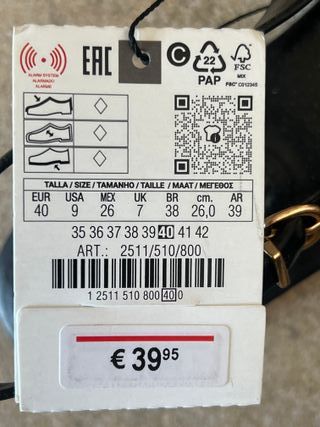 ALARM SYSTEM
ALARMADO/
ALARME
EAC
C
22
PAP
FSC
MIX
FSC® C012345
TALLA / SIZE / TAMANHO / TAILLE / MAAT / ΜΕΓΕΘΟΣ
EUR USA MEX UK BR cm. AR
40 9 26 7 38 26,0 39
35 36 37 38 39 40 41 42
ART.: 2511/510/800
1 2511 510 800 40 0
€ 39 95